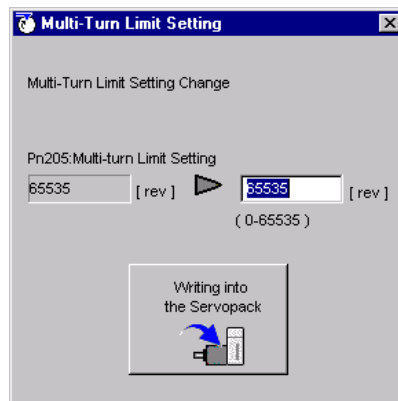 Multi-Turn Limit Setting
Multi-Turn Limit Setting Change
Pn205:Multi-turn Limit Setting
65535 [ rev ] 65535 [ rev ]
( 0-65535 )
Writing into
the Servopack